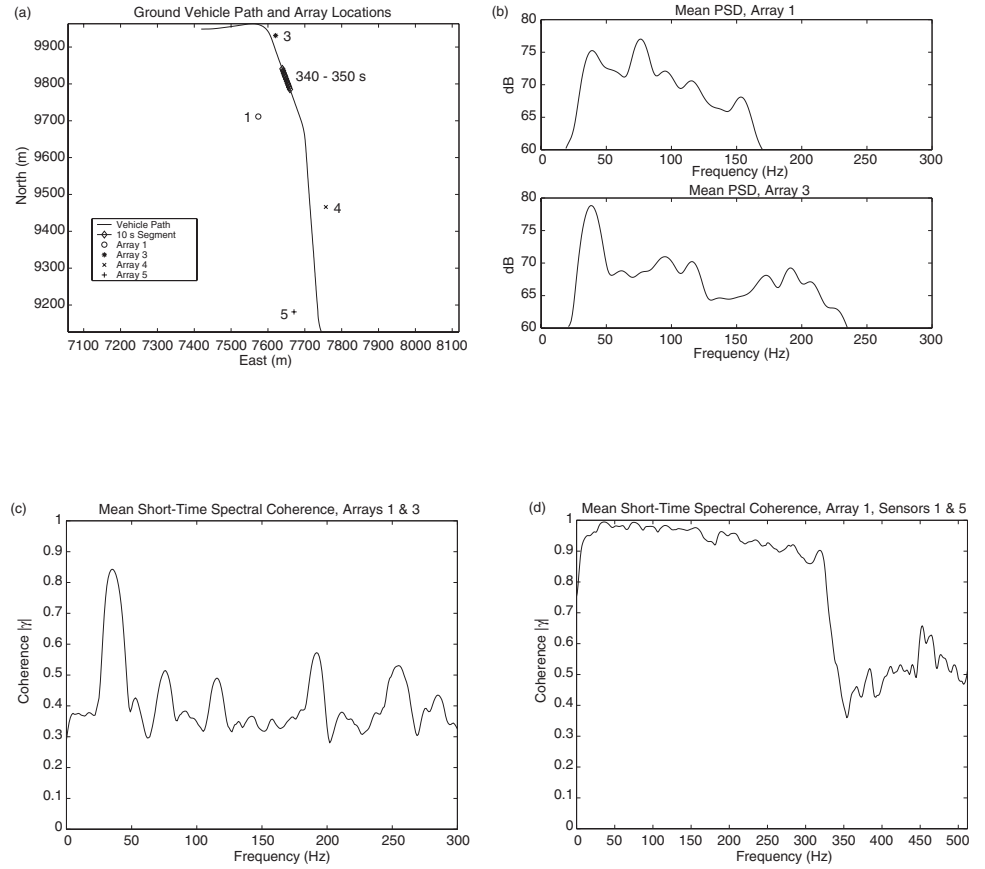 (a)
Ground Vehicle Path and Array Locations
9900
9800
9700
9600
9500
9400
9300
9200
North (m)
3
340 - 350 s
1
4
5
Vehicle Path
10 s Segment
Array 1
Array 3
Array 4
Array 5
7100 7200 7300 7400 7500 7600 7700 7800 7900 8000 8100
East (m)
(b)
Mean PSD, Array 1
80
75
70
65
60
dB
0 50 100 150 200 250 300
Frequency (Hz)
Mean PSD, Array 3
80
75
70
65
60
dB
0 50 100 150 200 250 300
Frequency (Hz)
(c)
Mean Short-Time Spectral Coherence, Arrays 1 & 3
1
0.9
0.8
0.7
0.6
0.5
0.4
0.3
0.2
0.1
0
Coherence |γ|
0 50 100 150 200 250 300
Frequency (Hz)
(d)
Mean Short-Time Spectral Coherence, Array 1, Sensors 1 & 5
1
0.9
0.8
0.7
0.6
0.5
0.4
0.3
0.2
0.1
0
Coherence |γ|
0 50 100 150 200 250 300 350 400 450 500
Frequency (Hz)